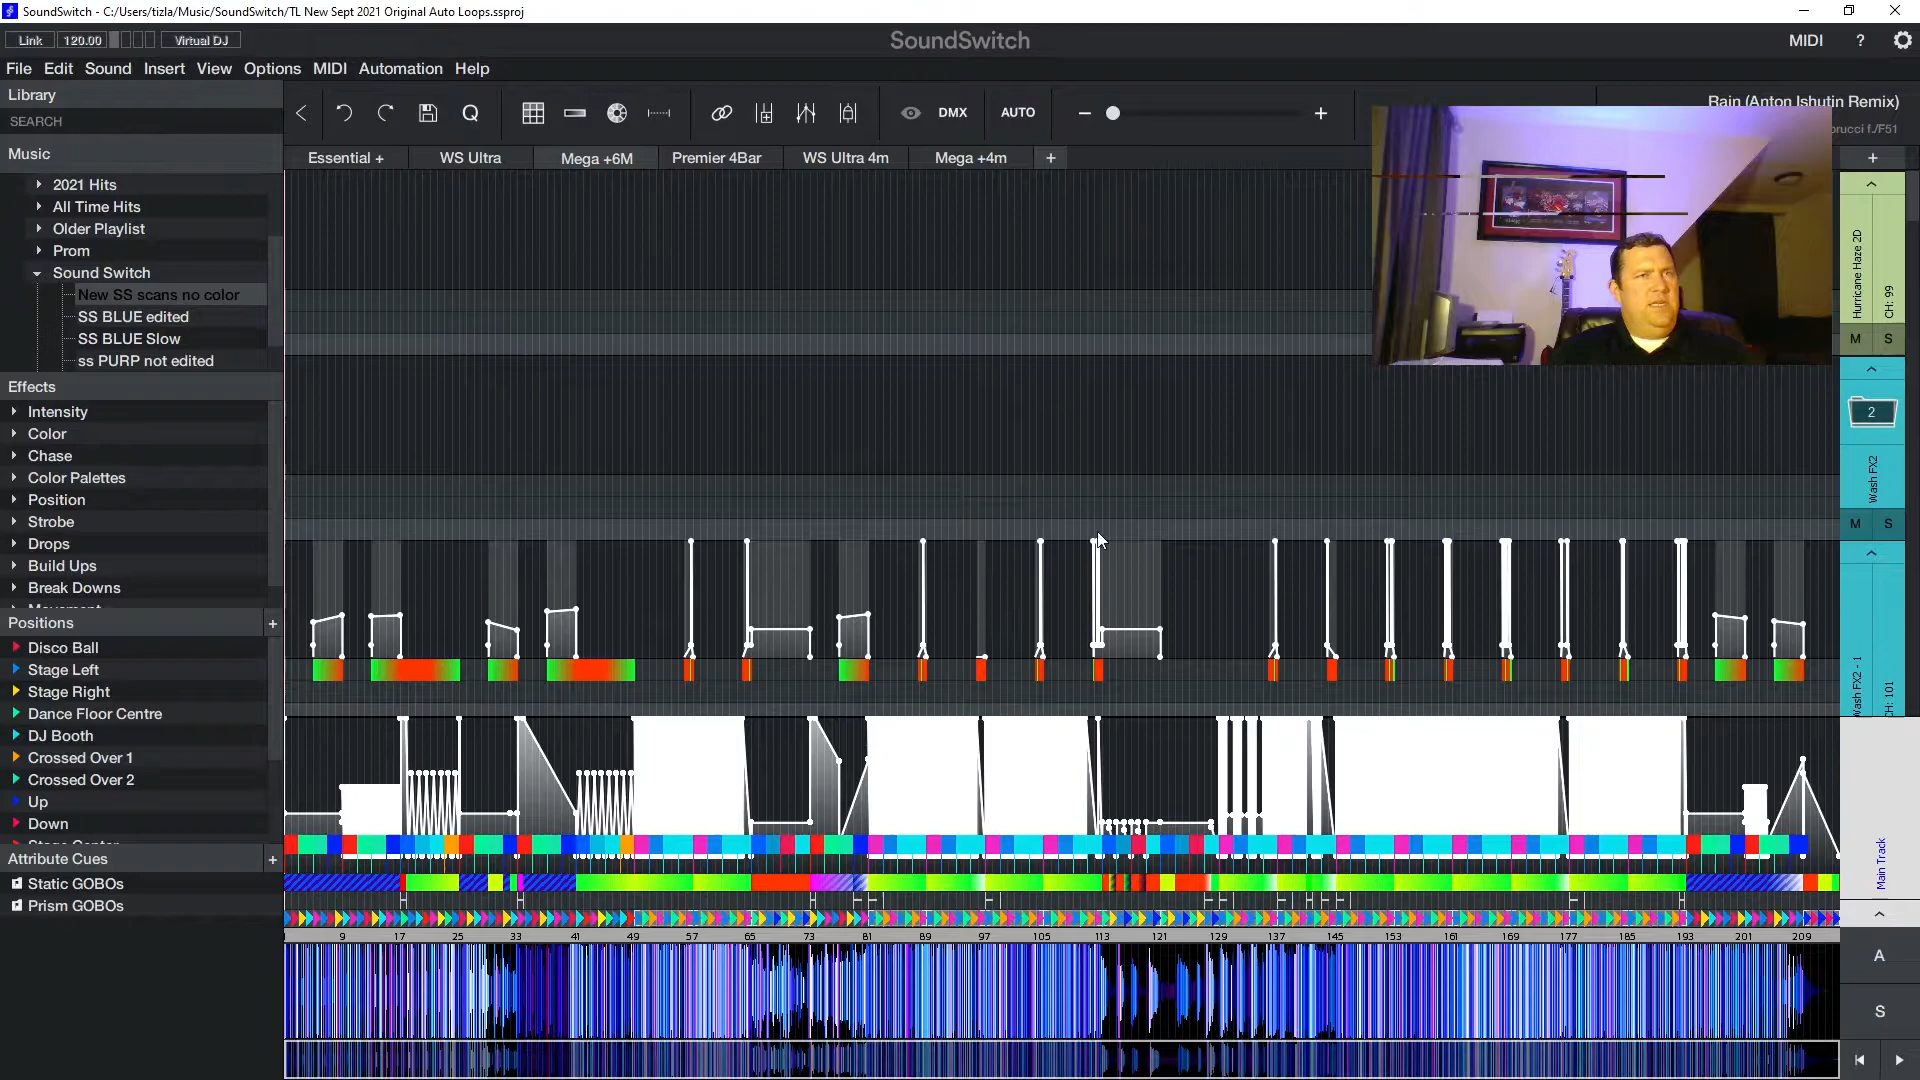 SoundSwitch - C:/Users/tizla/Music/SoundSwitch/TL New Sept 2021 Original Auto Loops.ssproj
Link 120.00 Virtual DJ
SoundSwitch
MIDI ?
File Edit Sound Insert View Options MIDI Automation Help
Library
SEARCH
Music
2021 Hits
All Time Hits
Older Playlist
Prom
Sound Switch
New SS scans no color
SS BLUE edited
SS BLUE Slow
ss PURP not edited
Effects
Intensity
Color
Chase
Color Palettes
Position
Strobe
Drops
Build Ups
Break Downs
Positions +
Disco Ball
Stage Left
Stage Right
Dance Floor Centre
DJ Booth
Crossed Over 1
Crossed Over 2
Up
Down
Attribute Cues +
Static GOBOs
Prism GOBOs
Q DMX AUTO − +
Rain (Anton Ishutin Remix)
Essential + WS Ultra Mega +6M Premier 4Bar WS Ultra 4m Mega +4m + +
Hurricane Haze 2D
CH: 99
M S
2
Wash FX2
M S
Wash FX2 - 1
CH: 101
Main Track
9 17 25 33 41 49 57 65 73 81 89 97 105 113 121 129 137 145 153 161 169 177 185 193 201 209
A
S